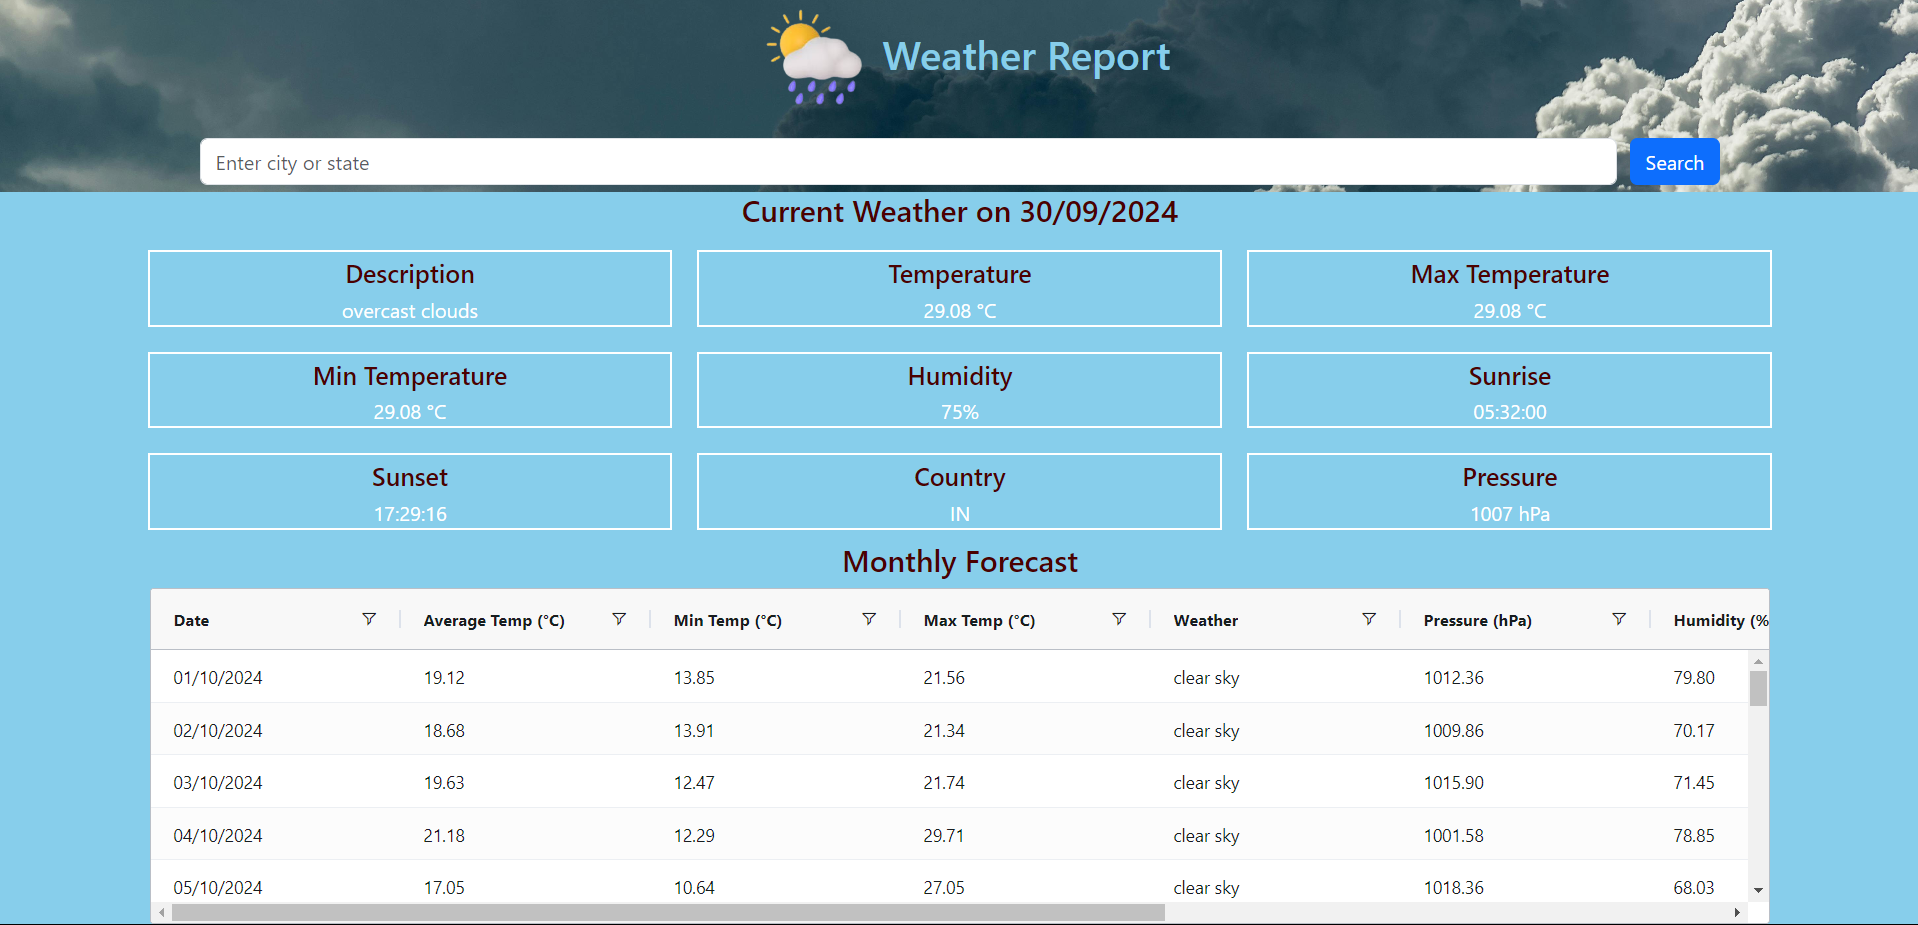 Weather Report
Enter city or state
Search
Current Weather on 30/09/2024
Description
overcast clouds
Temperature
29.08 °C
Max Temperature
29.08 °C
Min Temperature
29.08 °C
Humidity
75%
Sunrise
05:32:00
Sunset
17:29:16
Country
IN
Pressure
1007 hPa
Monthly Forecast
Date Average Temp (°C) Min Temp (°C) Max Temp (°C) Weather Pressure (hPa) Humidity (%
01/10/2024 19.12 13.85 21.56 clear sky 1012.36 79.80
02/10/2024 18.68 13.91 21.34 clear sky 1009.86 70.17
03/10/2024 19.63 12.47 21.74 clear sky 1015.90 71.45
04/10/2024 21.18 12.29 29.71 clear sky 1001.58 78.85
05/10/2024 17.05 10.64 27.05 clear sky 1018.36 68.03